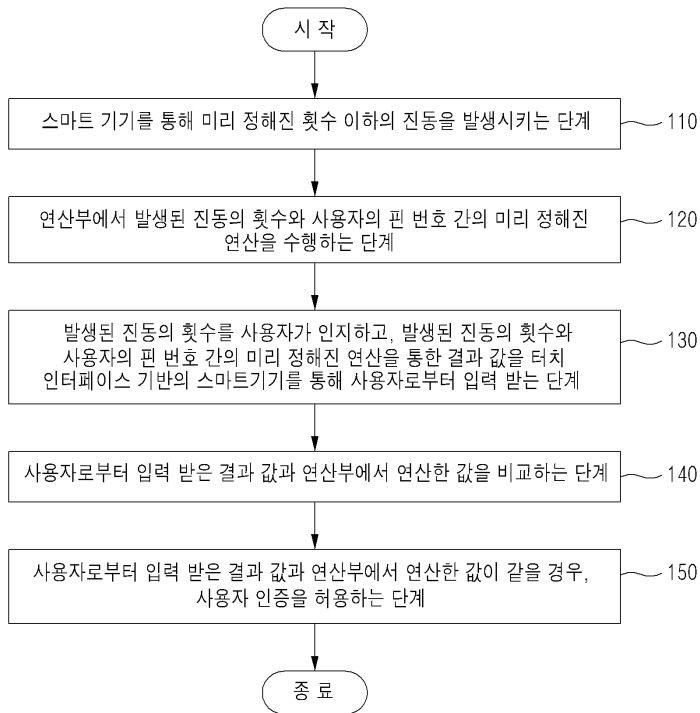 시 작
스마트 기기를 통해 미리 정해진 횟수 이하의 진동을 발생시키는 단계
110
연산부에서 발생된 진동의 횟수와 사용자의 핀 번호 간의 미리 정해진
연산을 수행하는 단계
120
발생된 진동의 횟수를 사용자가 인지하고, 발생된 진동의 횟수와
사용자의 핀 번호 간의 미리 정해진 연산을 통한 결과 값을 터치
인터페이스 기반의 스마트기기를 통해 사용자로부터 입력 받는 단계
130
사용자로부터 입력 받은 결과 값과 연산부에서 연산한 값을 비교하는 단계
140
사용자로부터 입력 받은 결과 값과 연산부에서 연산한 값이 같을 경우,
사용자 인증을 허용하는 단계
150
종 료